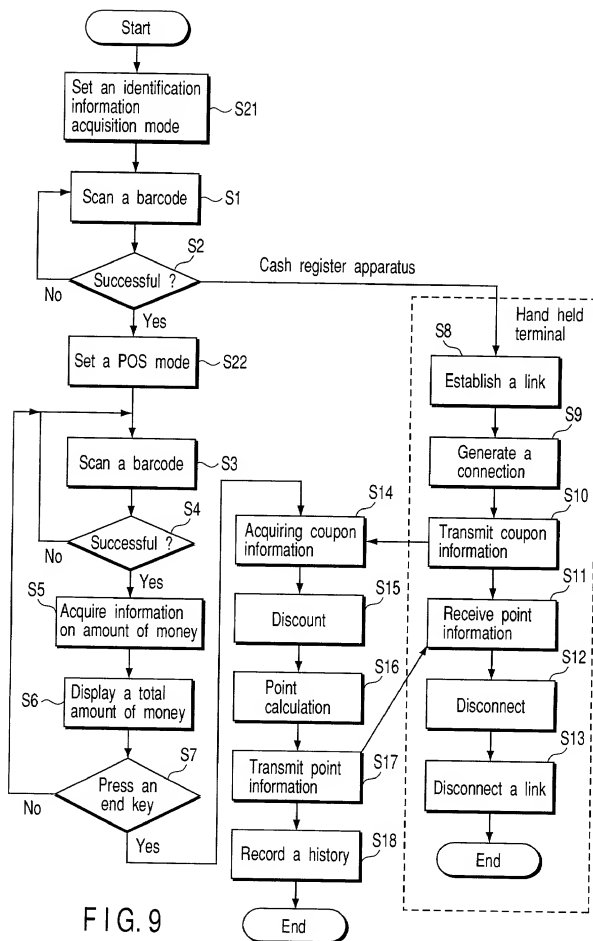 Start
Set an identification
information
acquisition mode
S21
Scan a barcode
S1
S2
Successful ?
No
Yes
Cash register apparatus
Set a POS mode
S22
Scan a barcode
S3
S4
Successful ?
No
Yes
S5
Acquire information
on amount of money
S6
Display a total
amount of money
S7
Press an
end key
No
Yes
S14
Acquiring coupon
information
S15
Discount
S16
Point
calculation
Transmit point
information
S17
Record a history
S18
End
Hand held
terminal
S8
Establish a link
S9
Generate a
connection
S10
Transmit coupon
information
S11
Receive point
information
S12
Disconnect
S13
Disconnect a link
End
FIG. 9